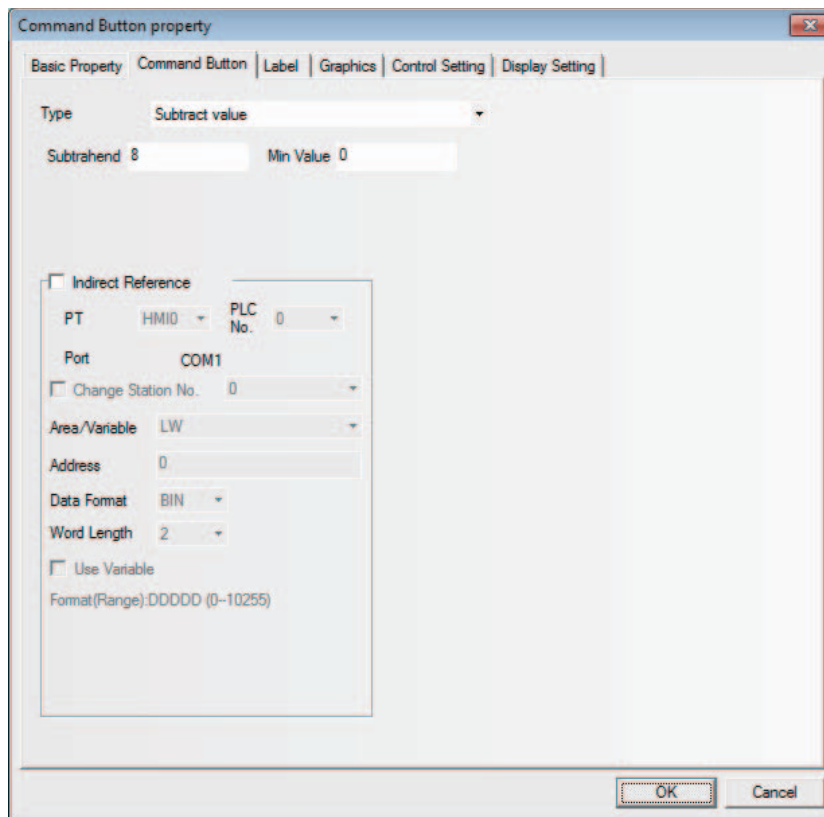 Command Button property
Basic Property Command Button Label Graphics Control Setting Display Setting
Type Subtract value
Subtrahend 8 Min Value 0
Indirect Reference
PT HMI0 PLC No. 0
Port COM1
Change Station No. 0
Area/Variable LW
Address 0
Data Format BIN
Word Length 2
Use Variable
Format(Range):DDDDD (0--10255)
OK Cancel